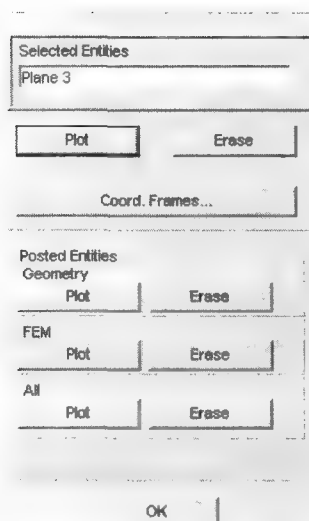 Selected Entities
Plane 3
Plot Erase
Coord. Frames...
Posted Entities
Geometry
Plot Erase
FEM
Plot Erase
All
Plot Erase
OK